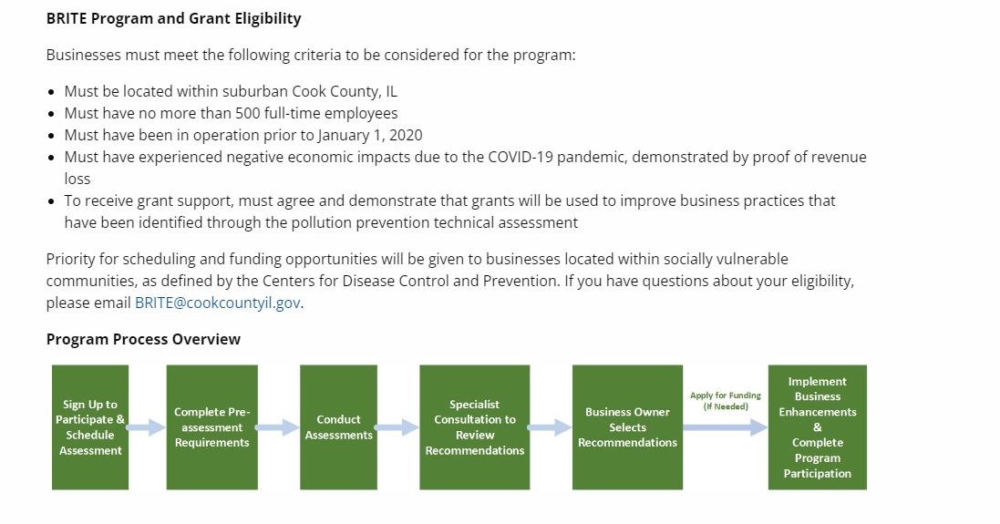 BRITE Program and Grant Eligibility
Businesses must meet the following criteria to be considered for the program:
• Must be located within suburban Cook County, IL
• Must have no more than 500 full-time employees
• Must have been in operation prior to January 1, 2020
• Must have experienced negative economic impacts due to the COVID-19 pandemic, demonstrated by proof of revenue
loss
• To receive grant support, must agree and demonstrate that grants will be used to improve business practices that
have been identified through the pollution prevention technical assessment
Priority for scheduling and funding opportunities will be given to businesses located within socially vulnerable
communities, as defined by the Centers for Disease Control and Prevention. If you have questions about your eligibility,
please email BRITE@cookcountyil.gov.
Program Process Overview
Sign Up to
Participate &
Schedule
Assessment
Complete Pre-
assessment
Requirements
Conduct
Assessments
Specialist
Consultation to
Review
Recommendations
Business Owner
Selects
Recommendations
Apply for Funding
(If Needed)
Implement
Business
Enhancements
&
Complete
Program
Participation